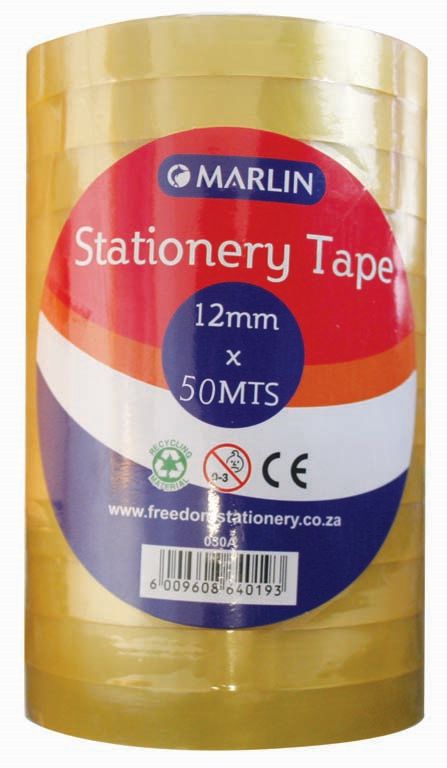 MARLIN
Stationery Tape
12mm
x
50MTS
RECYCLING
MATERIAL
0-3
CE
www.freedomstationery.co.za
030A
6 009608 640193